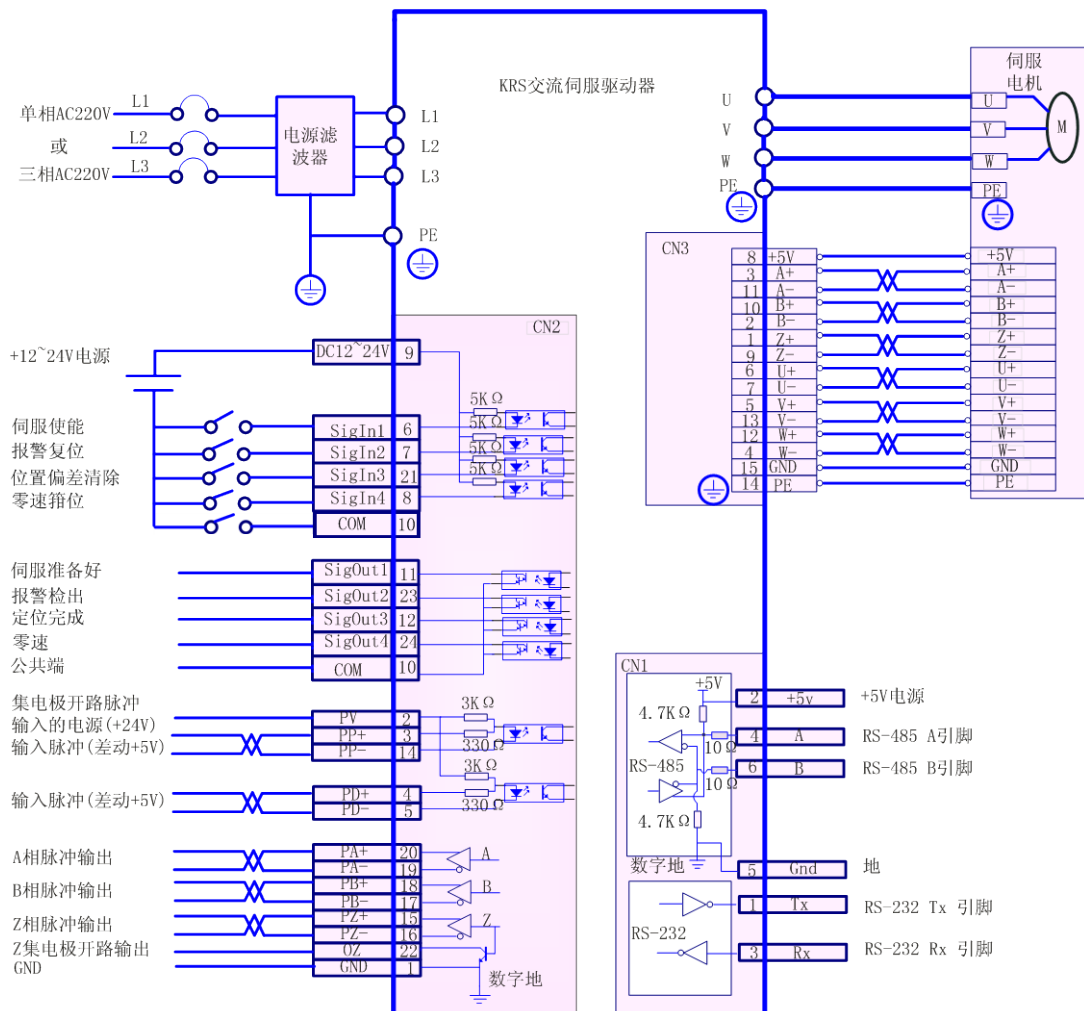 KRS交流伺服驱动器
伺服
电机
单相AC220V
或
三相AC220V
L1
L2
L3
电源滤
波器
L1
L2
L3
PE
U
V
W
PE
U
V
W
PE
M
CN3
8 +5V
3 A+
11 A-
10 B+
2 B-
1 Z+
9 Z-
6 U+
7 U-
5 V+
13 V-
12 W+
4 W-
15 GND
14 PE
+5V
A+
A-
B+
B-
Z+
Z-
U+
U-
V+
V-
W+
W-
GND
PE
CN2
+12~24V电源
DC12~24V 9
伺服使能
SigIn1 6
报警复位
SigIn2 7
位置偏差清除
SigIn3 21
零速箝位
SigIn4 8
COM 10
5KΩ
5KΩ
5KΩ
5KΩ
伺服准备好
SigOut1 11
报警检出
SigOut2 23
定位完成
SigOut3 12
零速
SigOut4 24
公共端
COM 10
集电极开路脉冲
输入的电源(+24V)
PV 2
PP+ 3
输入脉冲(差动+5V)
PP- 14
3KΩ
330Ω
3KΩ
330Ω
输入脉冲(差动+5V)
PD+ 4
PD- 5
A相脉冲输出
PA+ 20
PA- 19
A
B相脉冲输出
PB+ 18
PB- 17
B
Z相脉冲输出
PZ+ 15
PZ- 16
Z
Z集电极开路输出
OZ 22
GND
GND 1
数字地
CN1
+5V
4.7KΩ
10Ω
RS-485
10Ω
4.7KΩ
数字地
2 +5v
+5V电源
4 A
RS-485 A引脚
6 B
RS-485 B引脚
5 Gnd
地
RS-232
1 Tx
RS-232 Tx 引脚
3 Rx
RS-232 Rx 引脚